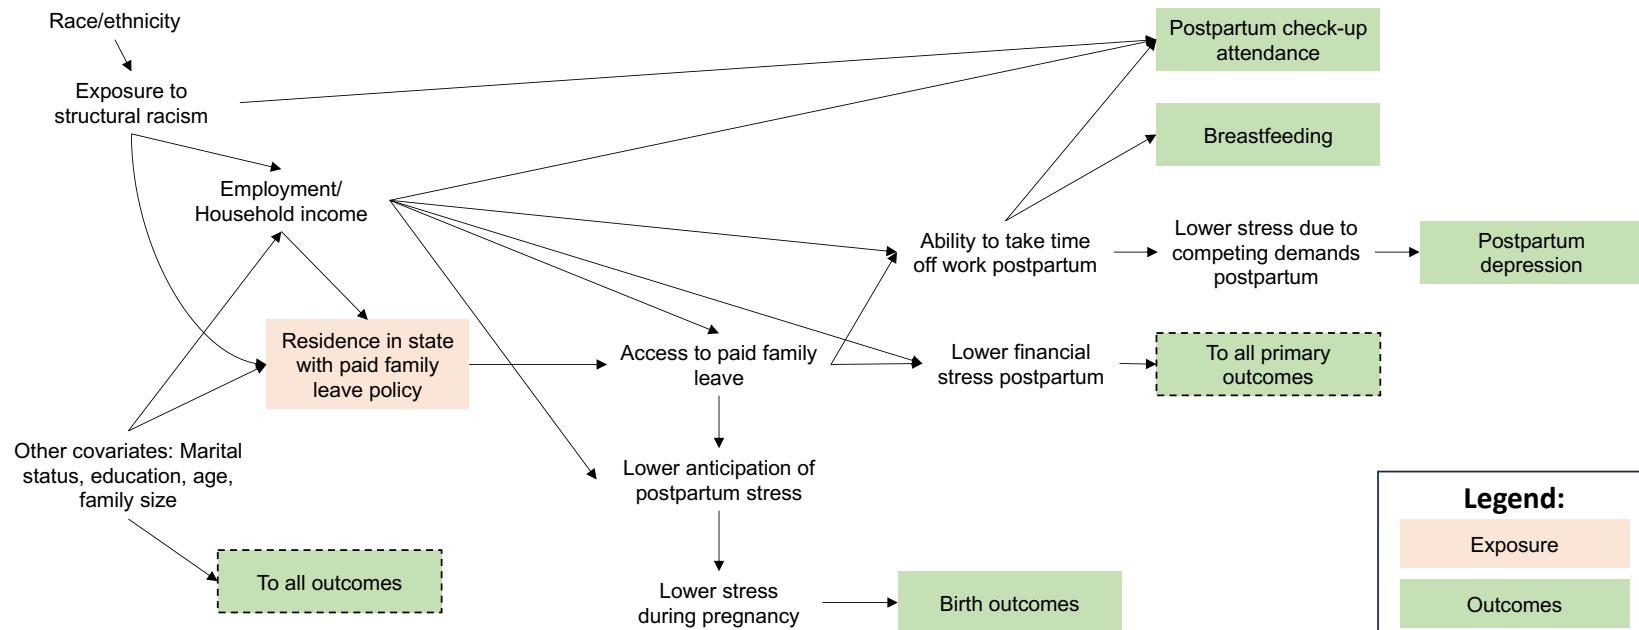 Race/ethnicity
Exposure to
structural racism
Employment/
Household income
Residence in state
with paid family
leave policy
Other covariates: Marital
status, education, age,
family size
To all outcomes
Access to paid family
leave
Lower anticipation of
postpartum stress
Lower stress
during pregnancy
Birth outcomes
Ability to take time
off work postpartum
Lower financial
stress postpartum
Postpartum check-up
attendance
Breastfeeding
Lower stress due to
competing demands
postpartum
Postpartum
depression
To all primary
outcomes
Legend:
Exposure
Outcomes